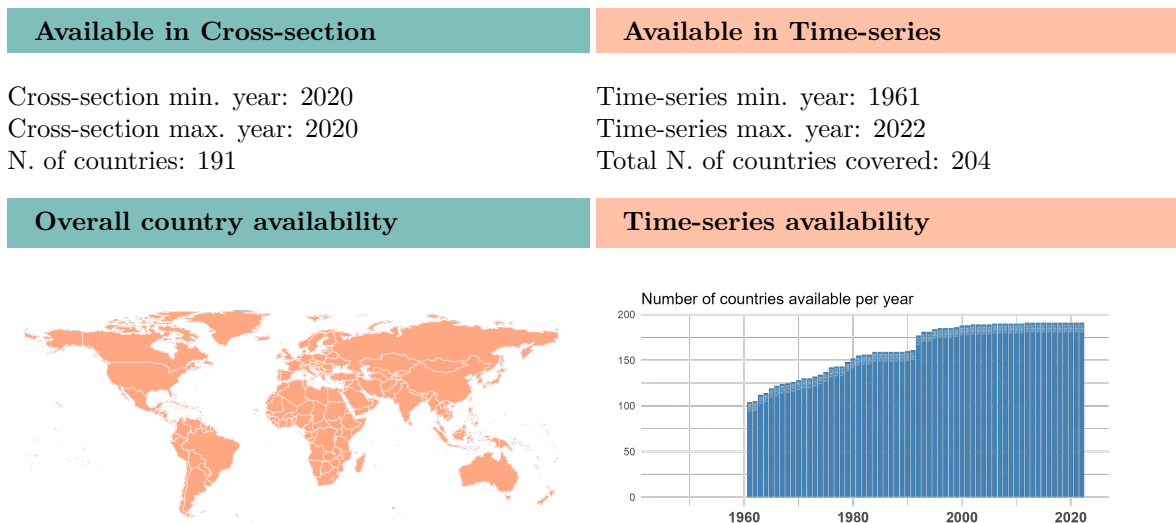 Available in Cross-section
Available in Time-series
Cross-section min. year: 2020
Cross-section max. year: 2020
N. of countries: 191
Time-series min. year: 1961
Time-series max. year: 2022
Total N. of countries covered: 204
Overall country availability
Time-series availability
Number of countries available per year
200
150
100
50
0
1960 1980 2000 2020